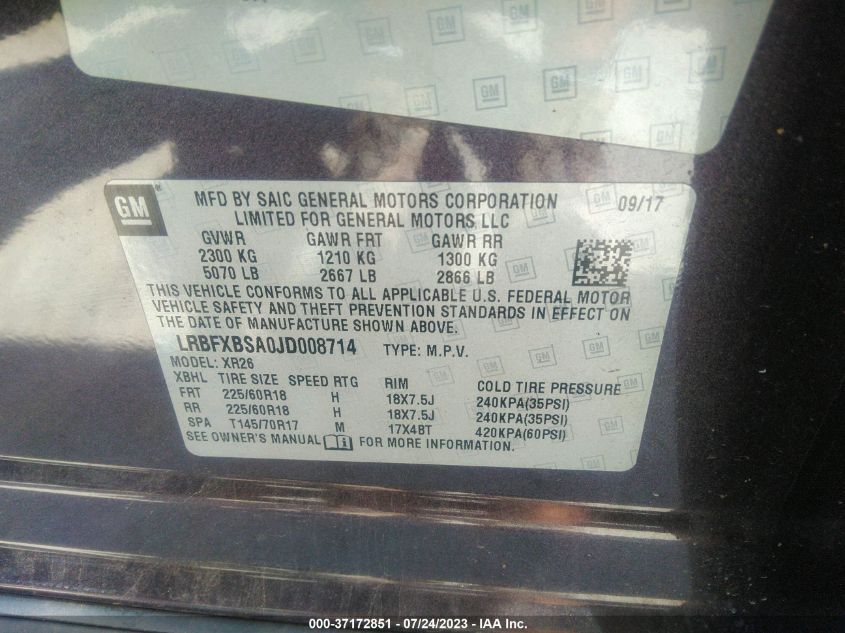 GM
MFD BY SAIC GENERAL MOTORS CORPORATION 09/17
LIMITED FOR GENERAL MOTORS LLC
GVWR GAWR FRT GAWR RR
2300 KG 1210 KG 1300 KG
5070 LB 2667 LB 2866 LB
THIS VEHICLE CONFORMS TO ALL APPLICABLE U.S. FEDERAL MOTOR
VEHICLE SAFETY AND THEFT PREVENTION STANDARDS IN EFFECT ON
THE DATE OF MANUFACTURE SHOWN ABOVE.
LRBFXBSA0JD008714 TYPE: M.P.V.
MODEL: XR26
XBHL TIRE SIZE SPEED RTG RIM COLD TIRE PRESSURE
FRT 225/60R18 H 18X7.5J 240KPA(35PSI)
RR 225/60R18 H 18X7.5J 240KPA(35PSI)
SPA T145/70R17 M 17X4BT 420KPA(60PSI)
SEE OWNER'S MANUAL FOR MORE INFORMATION.
000-37172851 - 07/24/2023 - IAA Inc.